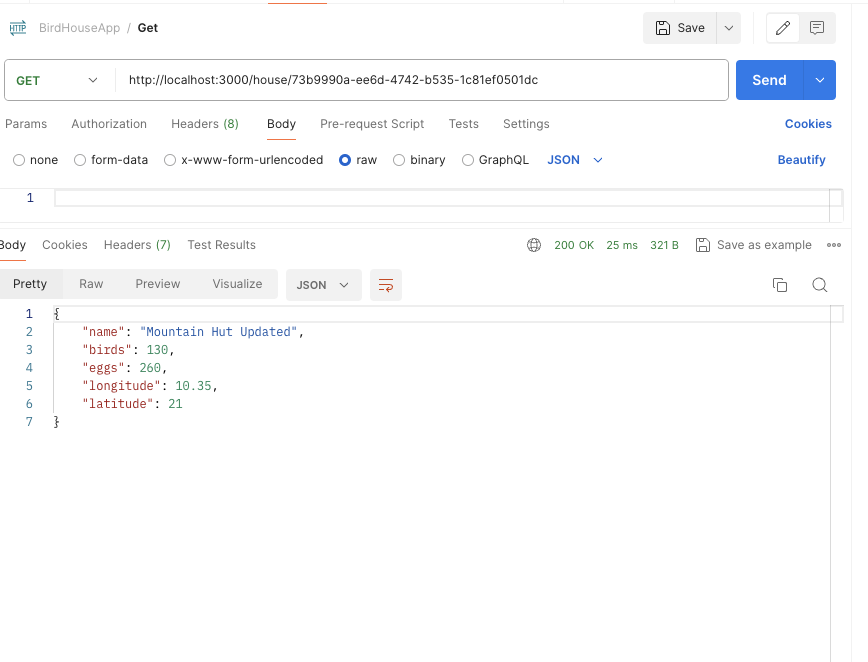 HTTP BirdHouseApp / Get Save
GET http://localhost:3000/house/73b9990a-ee6d-4742-b535-1c81ef0501dc Send
Params Authorization Headers (8) Body Pre-request Script Tests Settings Cookies
none form-data x-www-form-urlencoded raw binary GraphQL JSON Beautify
1
Body Cookies Headers (7) Test Results 200 OK 25 ms 321 B Save as example
Pretty Raw Preview Visualize JSON
1 {
2 "name": "Mountain Hut Updated",
3 "birds": 130,
4 "eggs": 260,
5 "longitude": 10.35,
6 "latitude": 21
7 }